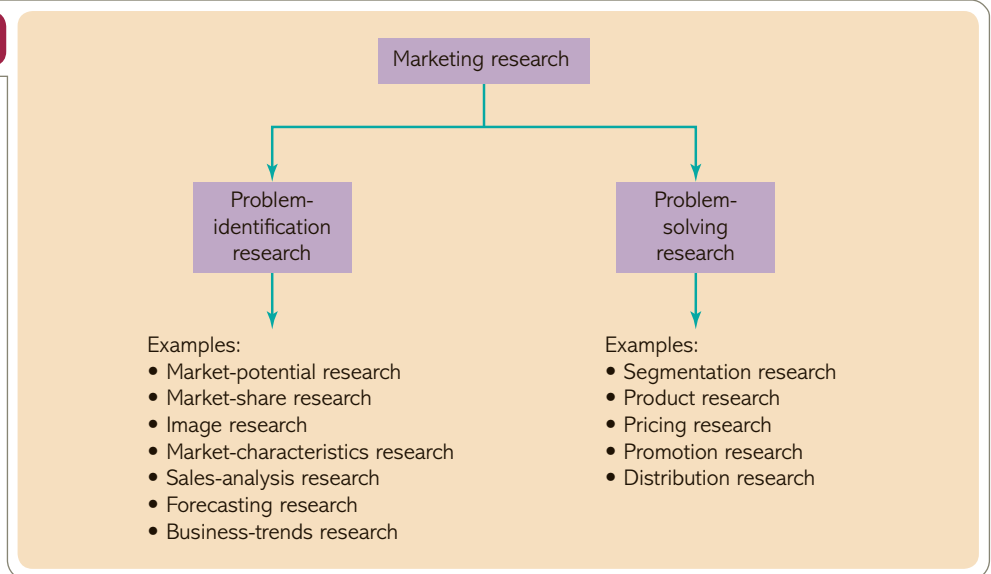 Marketing research
Problem-
identification
research
Examples:
• Market-potential research
• Market-share research
• Image research
• Market-characteristics research
• Sales-analysis research
• Forecasting research
• Business-trends research
Problem-
solving
research
Examples:
• Segmentation research
• Product research
• Pricing research
• Promotion research
• Distribution research